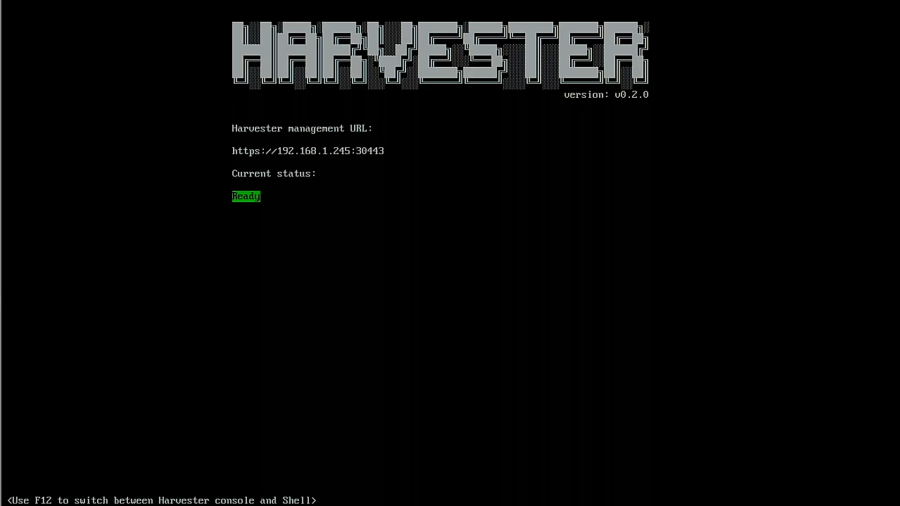 HARVESTER
version: v0.2.0
Harvester management URL:
https://192.168.1.245:30443
Current status:
Ready
<Use F12 to switch between Harvester console and Shell>